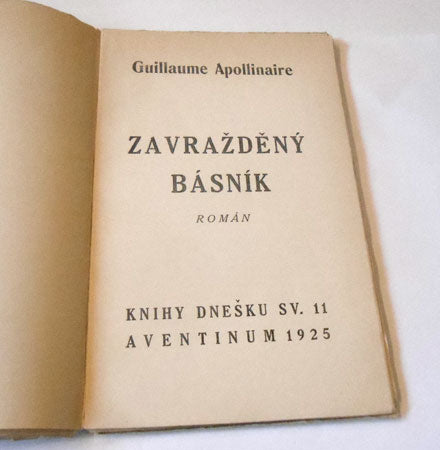 Guillaume Apollinaire
ZAVRAŽDĚNÝ
BÁSNÍK
ROMÁN
KNIHY DNEŠKU SV. 11
AVENTINUM 1925